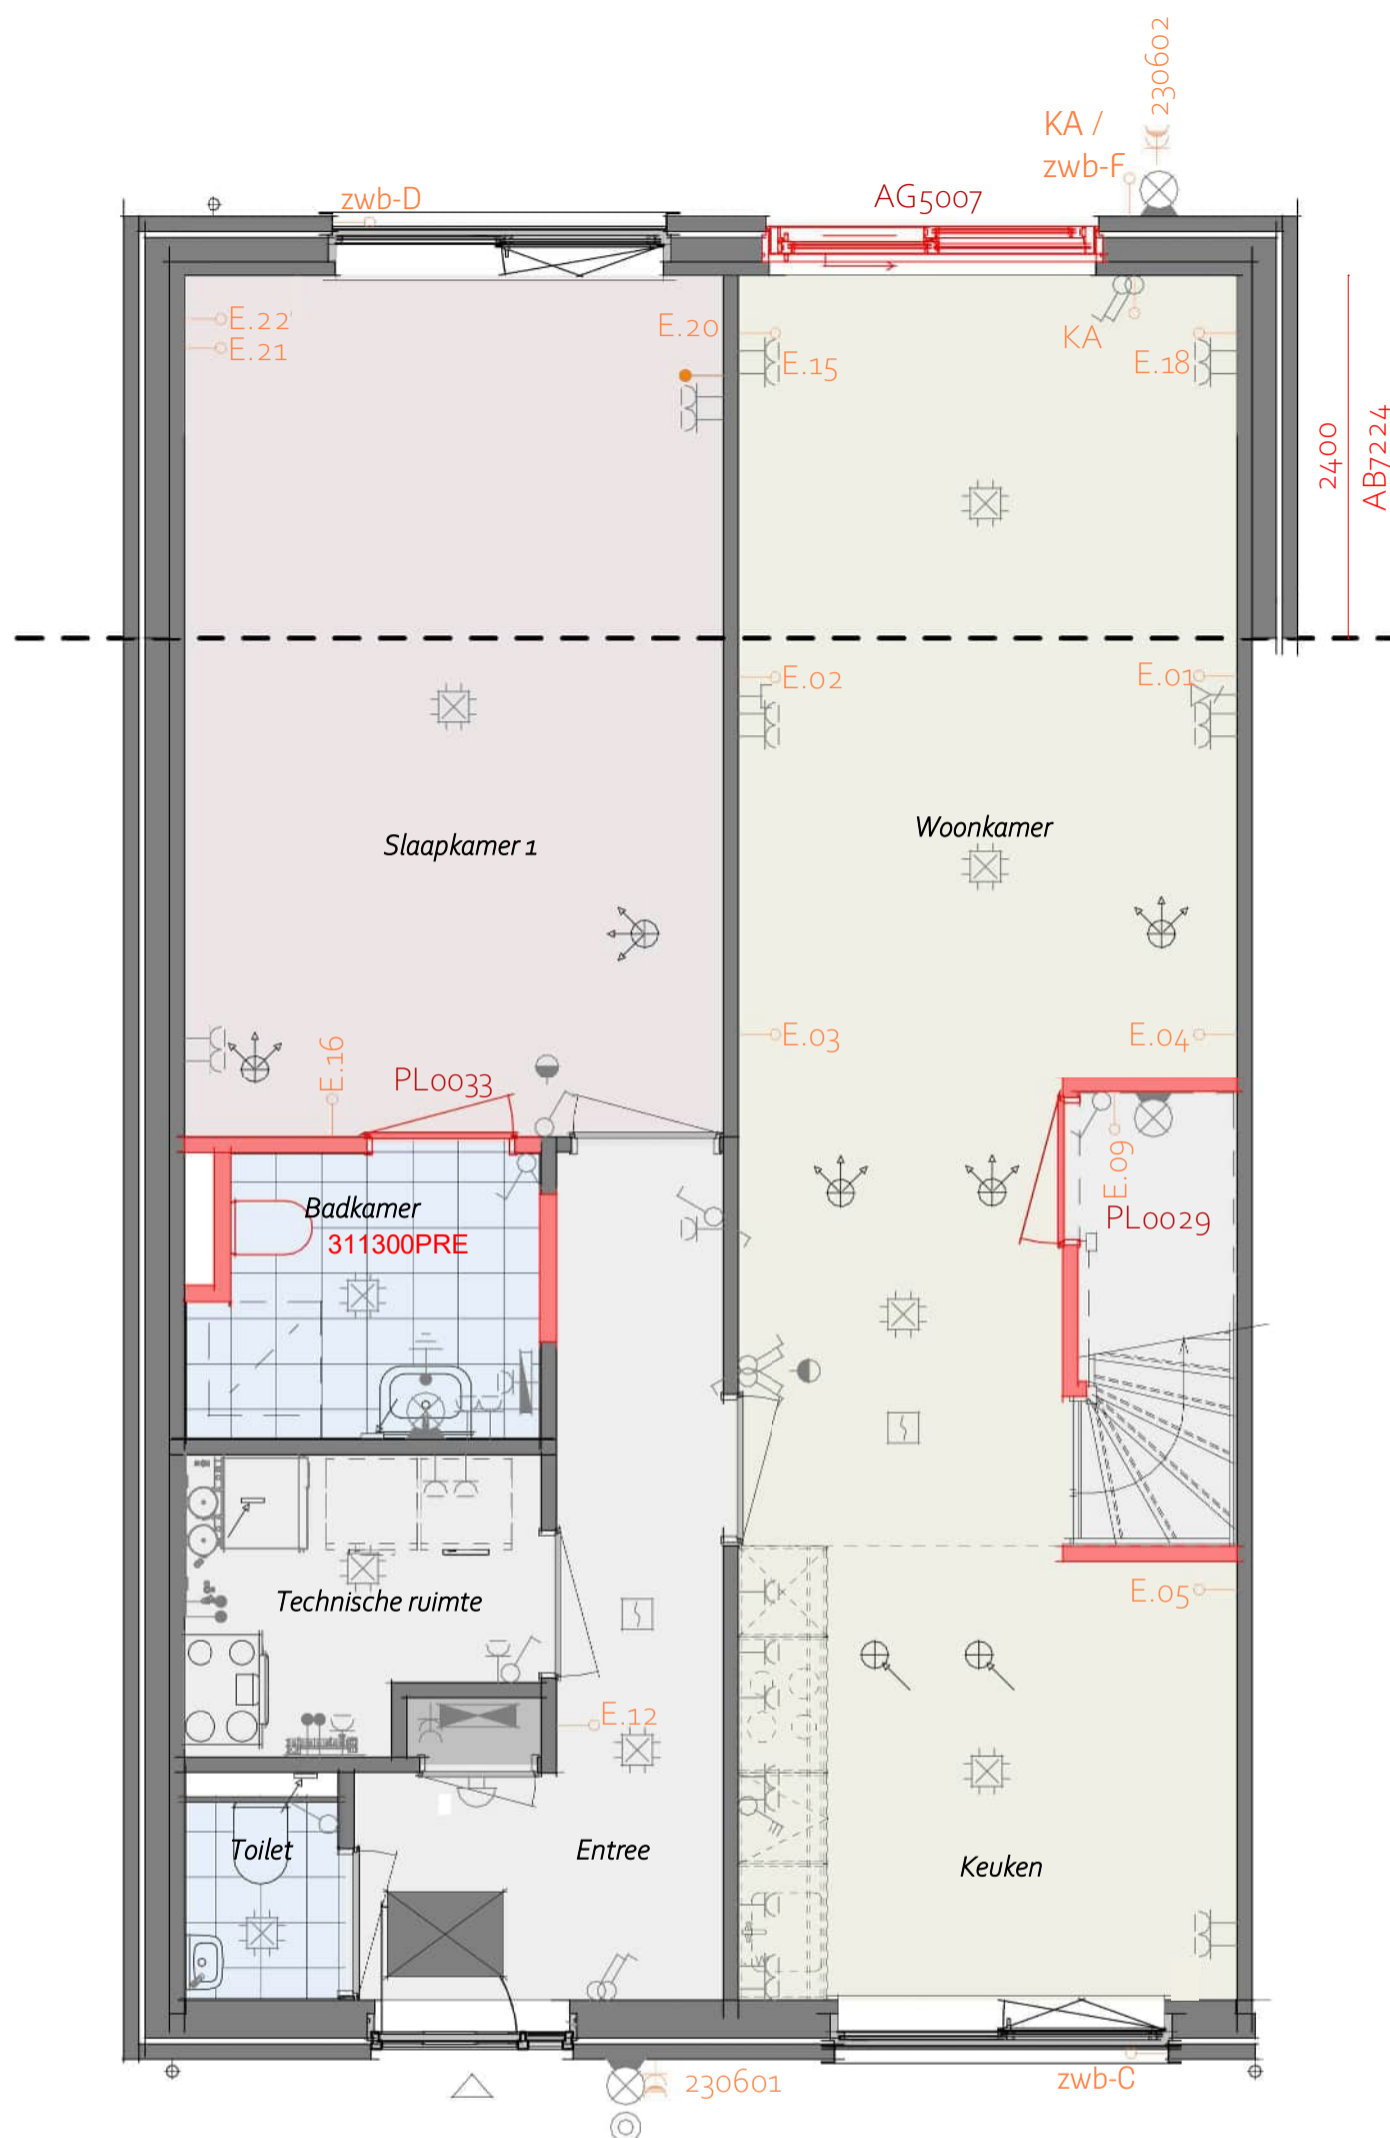 230602
KA /
zwb-F
zwb-D
AG5007
E.22
E.21
E.20
E.15
KA
E.18
2400
AB7224
E.02
E.01
Slaapkamer 1
Woonkamer
E.03
E.04
E.16
PL0033
E.09
PL0029
Badkamer
311300PRE
Technische ruimte
E.05
E.12
Toilet
Entree
Keuken
230601
zwb-C